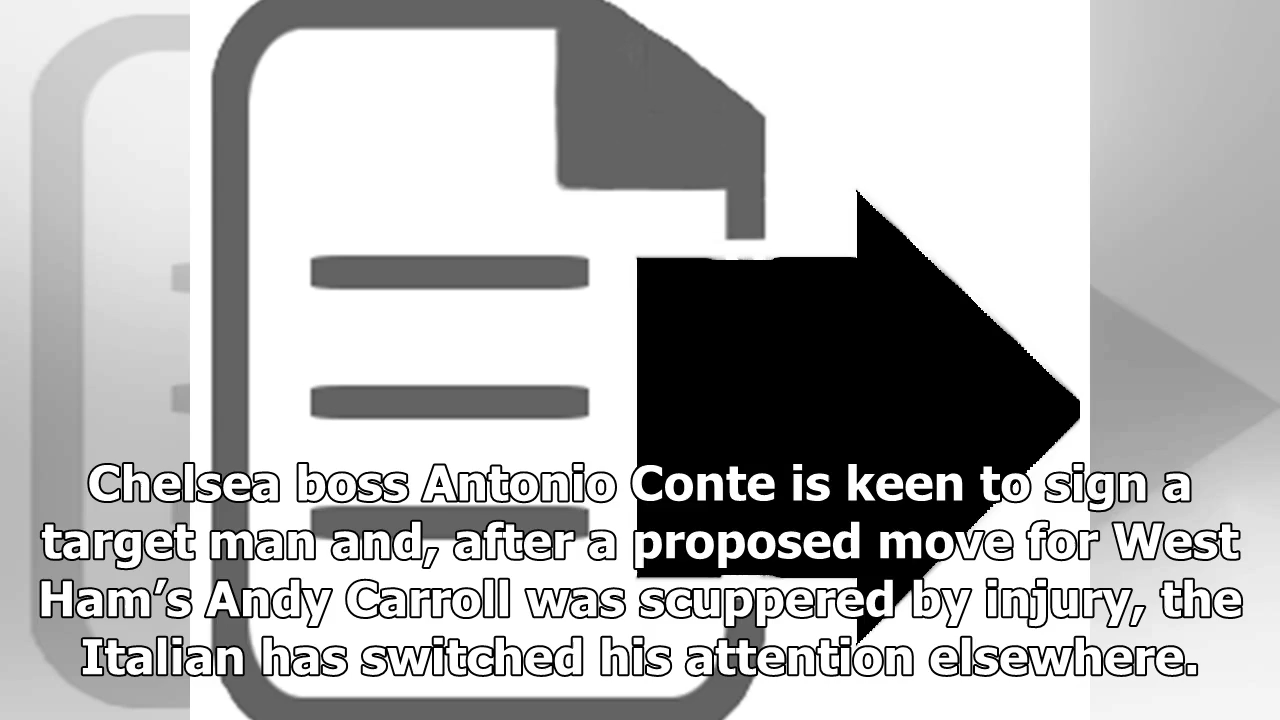 Chelsea boss Antonio Conte is keen to sign a
target man and, after a proposed move for West
Ham’s Andy Carroll was scuppered by injury, the
Italian has switched his attention elsewhere.